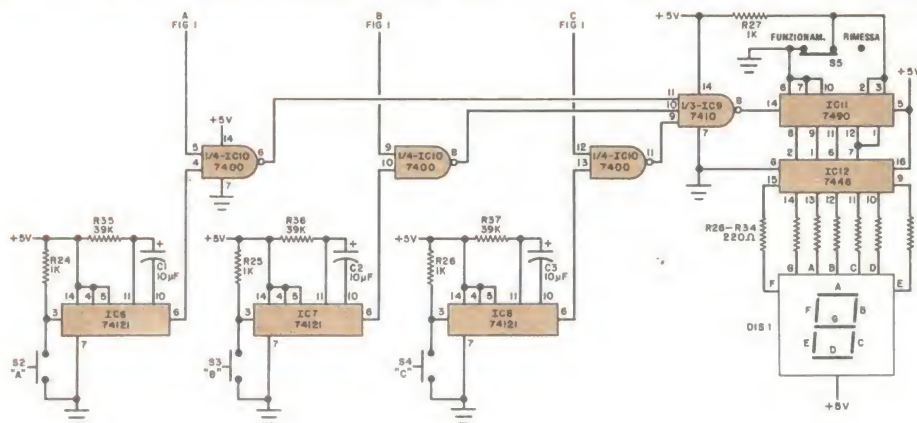 A
FIG 1
B
FIG 1
C
FIG 1
+5V
R27
1K
FUNZIONAM.
RIMESSA
S5
+5V
14
11
10
9
1/3-IC9
7410
8
7
14
6
7
10
2
3
IC11
7490
5
8
9
11
12
1
2
1
6
7
6
IC12
7446
16
15
9
14
13
12
11
10
R28-R34
220Ω
G
A
B
C
D
F
E
A
F
B
G
E
C
D
DIS 1
+5V
+5V
14
5
4
1/4-IC10
7400
6
7
9
10
1/4-IC10
7400
8
12
13
1/4-IC10
7400
11
+5V
R35
39K
R24
1K
+
C1
10µF
14
4
5
11
10
3
IC6
74121
6
7
S2
"A"
+5V
R36
39K
R25
1K
+
C2
10µF
14
4
5
11
10
3
IC7
74121
6
7
S3
"B"
+5V
R37
39K
R26
1K
+
C3
10µF
14
4
5
11
10
3
IC8
74121
6
7
S4
"C"